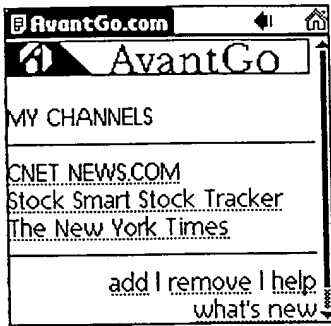 AvantGo.com
AvantGo
MY CHANNELS
CNET NEWS.COM
Stock Smart Stock Tracker
The New York Times
add | remove | help
what's new